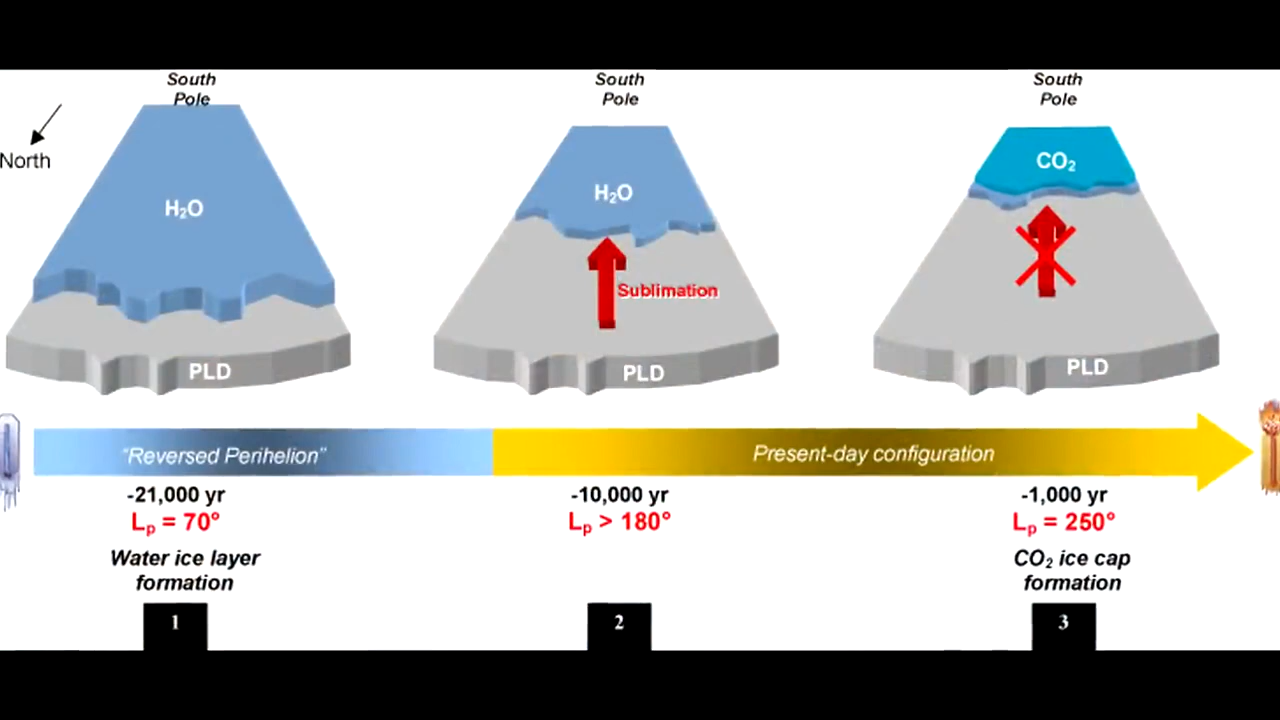 South
Pole
South
Pole
South
Pole
North
H₂O
H₂O
CO₂
Sublimation
PLD
PLD
PLD
"Reversed Perihelion"
Present-day configuration
-21,000 yr
Lₚ = 70°
-10,000 yr
Lₚ > 180°
-1,000 yr
Lₚ = 250°
Water ice layer
formation
CO₂ ice cap
formation
1
2
3